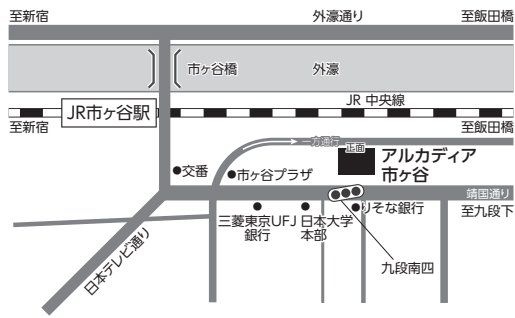 至新宿
外濠通り
至飯田橋
市ヶ谷橋
外濠
JR 中央線
JR市ヶ谷駅
至新宿
至飯田橋
一方通行
正面
アルカディア
市ヶ谷
交番
市ヶ谷プラザ
靖国通り
至九段下
三菱東京UFJ
銀行
日本大学
本部
りそな銀行
九段南四
日本テレビ通り